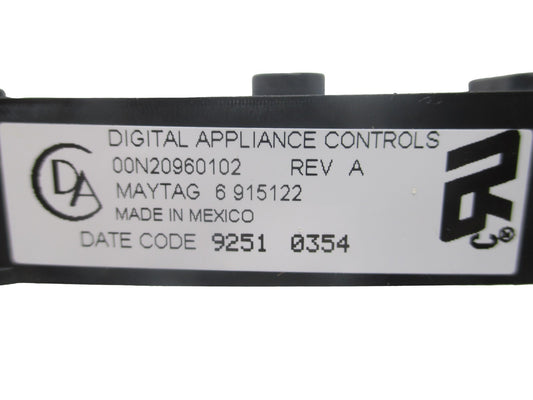 DIGITAL APPLIANCE CONTROLS
00N20960102 REV A
MAYTAG 6 915122
MADE IN MEXICO
DATE CODE 9251 0354
DA
C ®